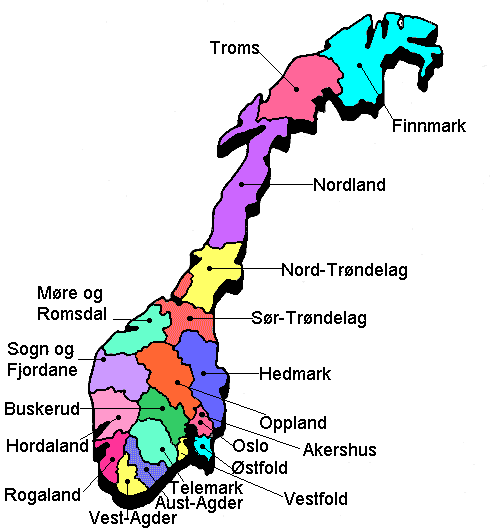 Troms
Finnmark
Nordland
Nord-Trøndelag
Møre og
Romsdal
Sør-Trøndelag
Sogn og
Fjordane
Hedmark
Buskerud
Oppland
Hordaland
Oslo
Akershus
Østfold
Rogaland
Telemark
Vestfold
Aust-Agder
Vest-Agder